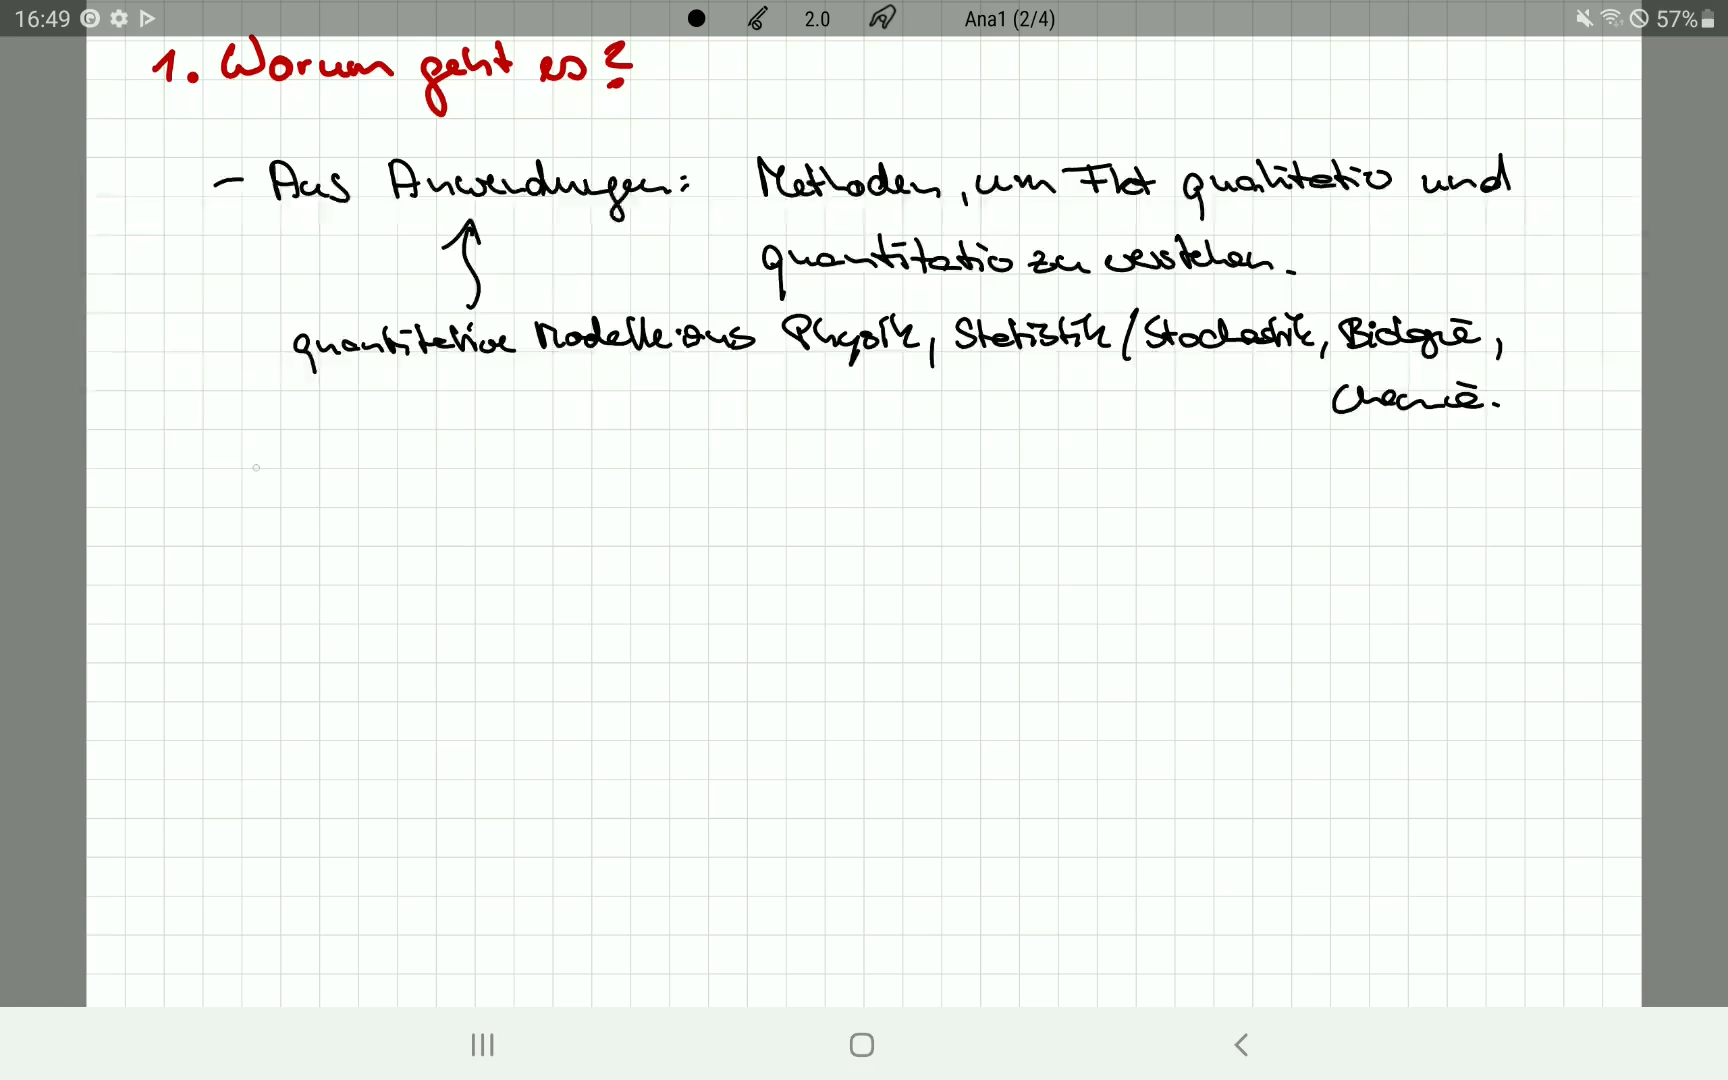 16:49 2.0 Ana1 (2/4) 57%
1. Worum geht es?
- Aus Anwendungen: Methoden, um Fkt qualitativ und
quantitativ zu verstehen.
quantitative Modelle aus Physik, Statistik/Stochastik, Biologie,
Chemie.